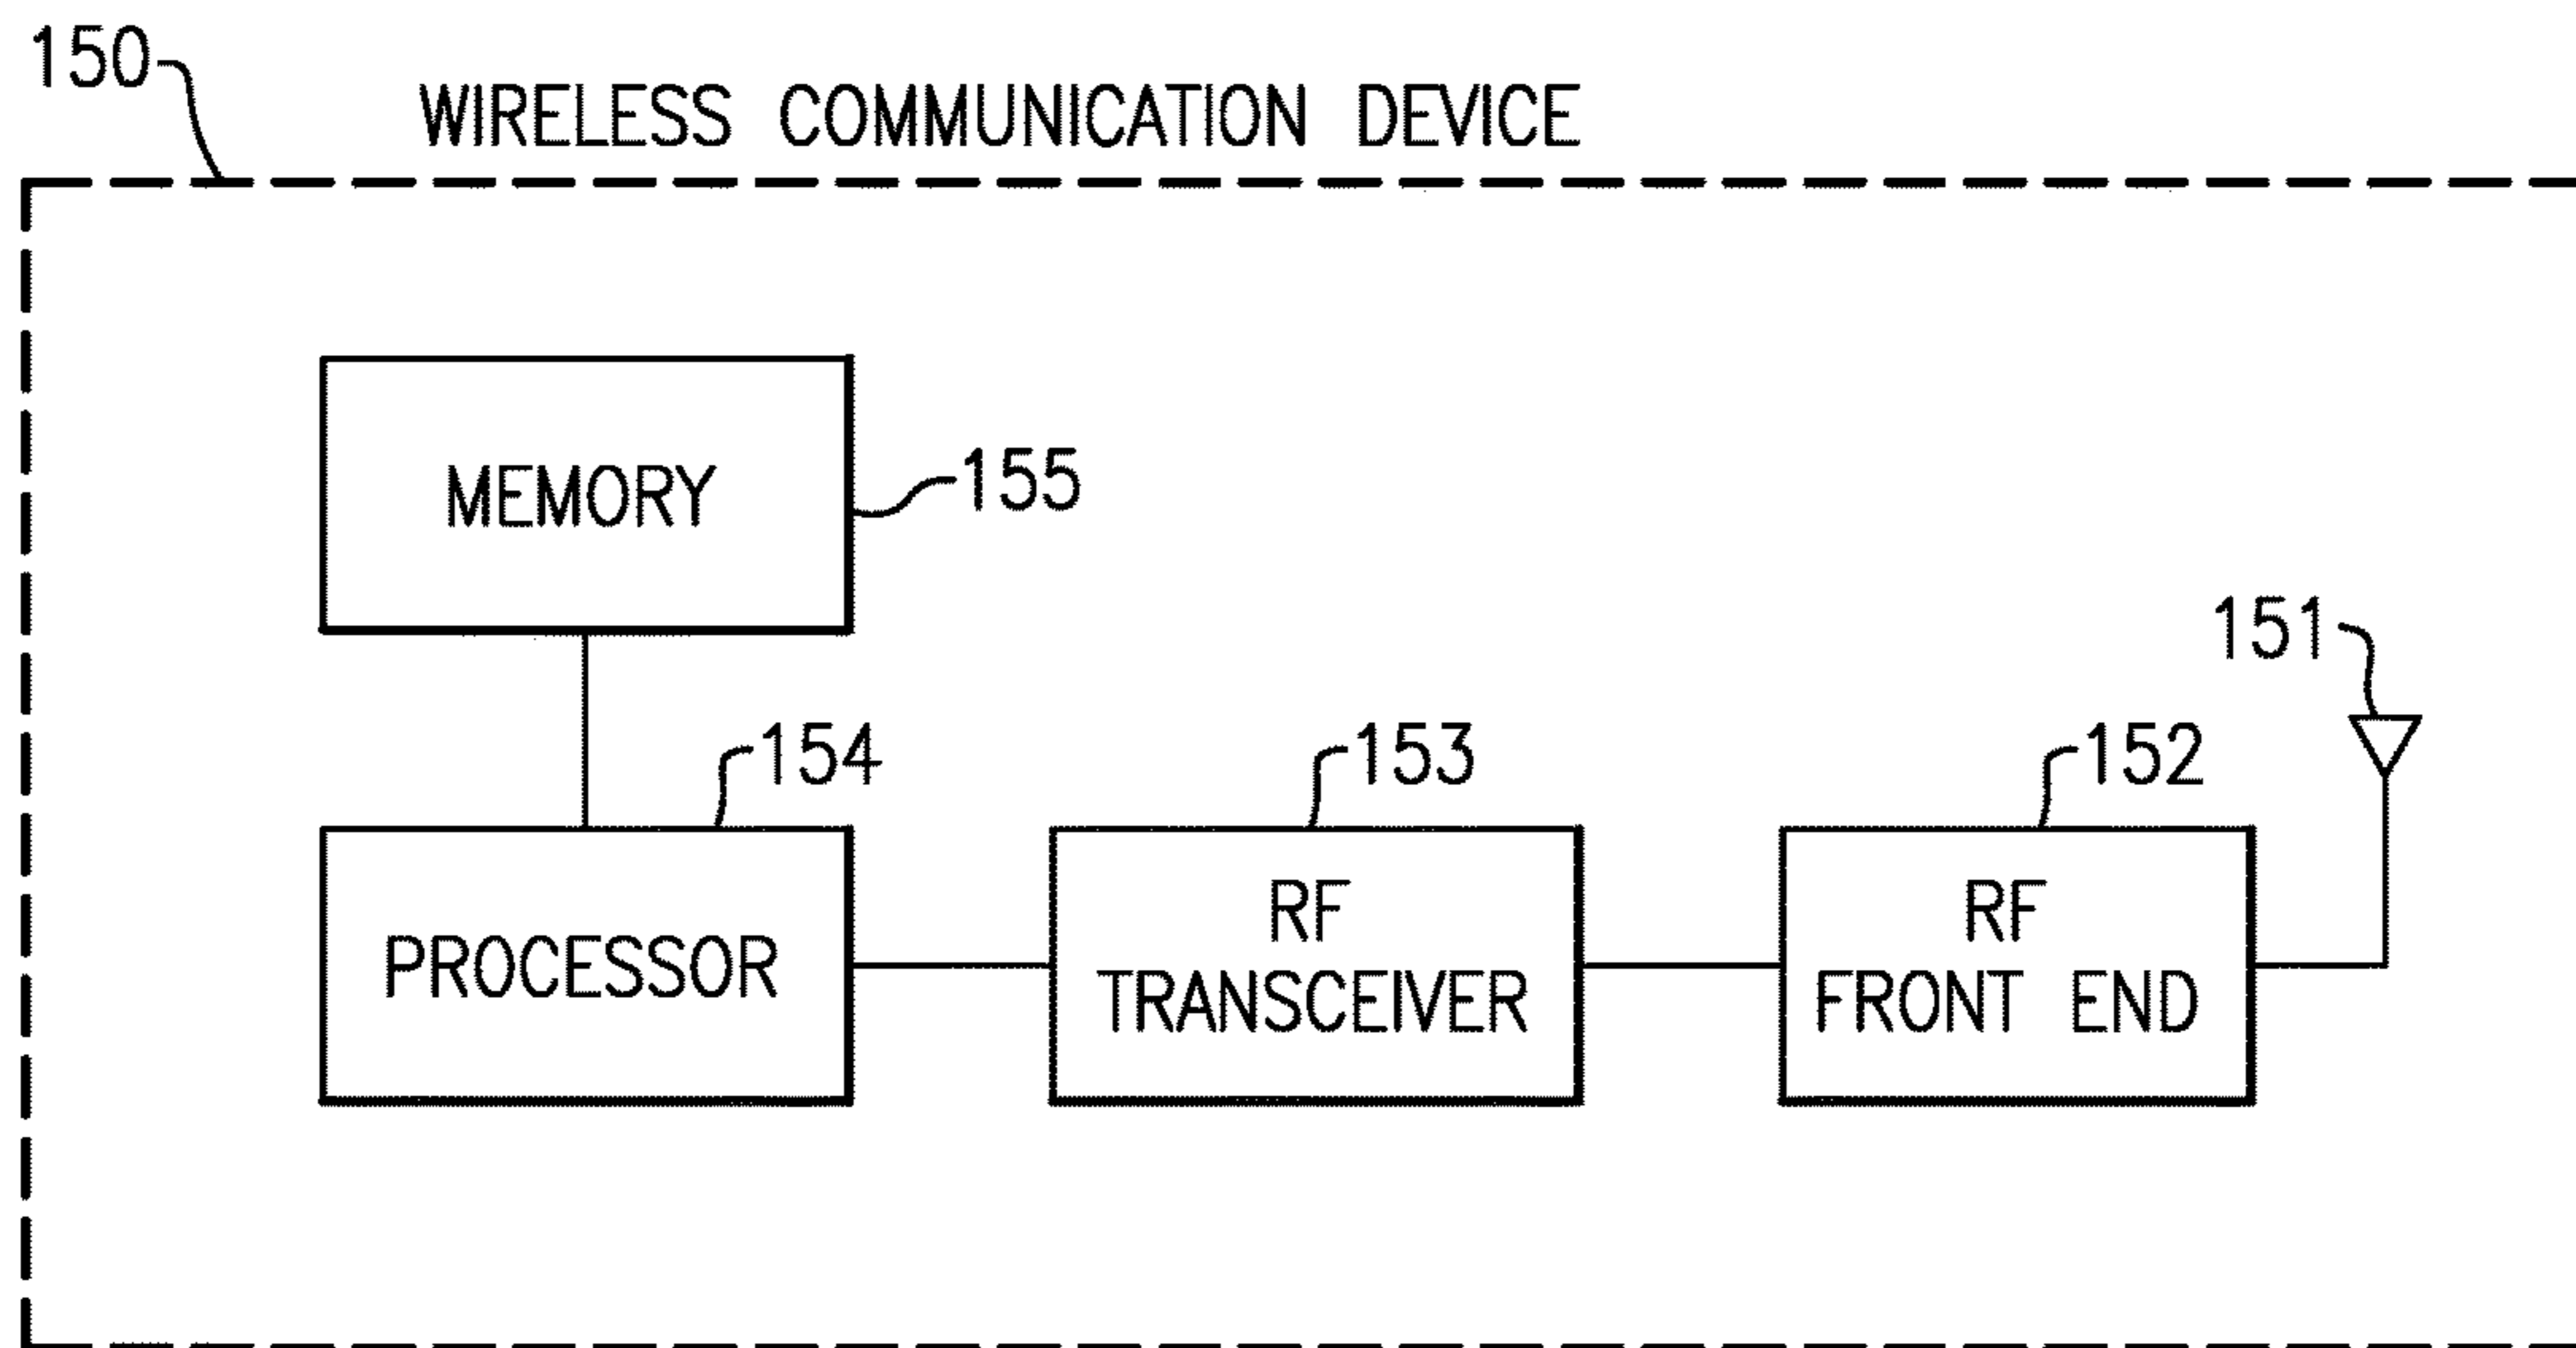 150
WIRELESS COMMUNICATION DEVICE
MEMORY
155
151
154
153
152
PROCESSOR
RF
TRANSCEIVER
RF
FRONT END